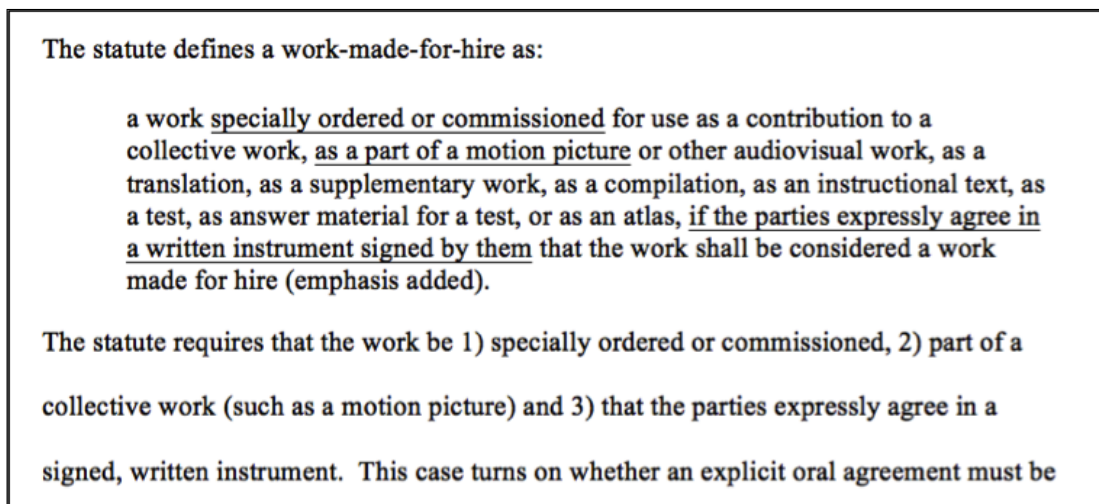 The statute defines a work-made-for-hire as:
a work specially ordered or commissioned for use as a contribution to a
collective work, as a part of a motion picture or other audiovisual work, as a
translation, as a supplementary work, as a compilation, as an instructional text, as
a test, as answer material for a test, or as an atlas, if the parties expressly agree in
a written instrument signed by them that the work shall be considered a work
made for hire (emphasis added).
The statute requires that the work be 1) specially ordered or commissioned, 2) part of a
collective work (such as a motion picture) and 3) that the parties expressly agree in a
signed, written instrument.  This case turns on whether an explicit oral agreement must be